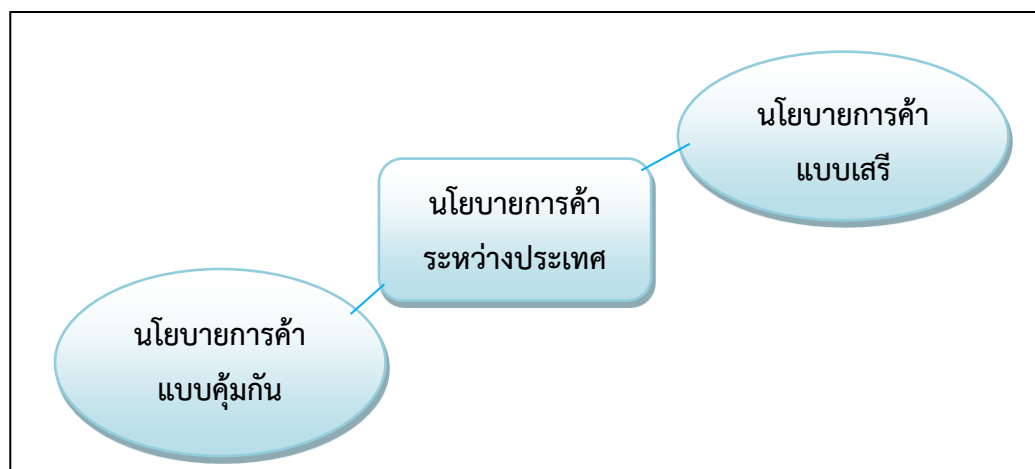 นโยบายการค้า
แบบเสรี
นโยบายการค้า
ระหว่างประเทศ
นโยบายการค้า
แบบคุ้มกัน